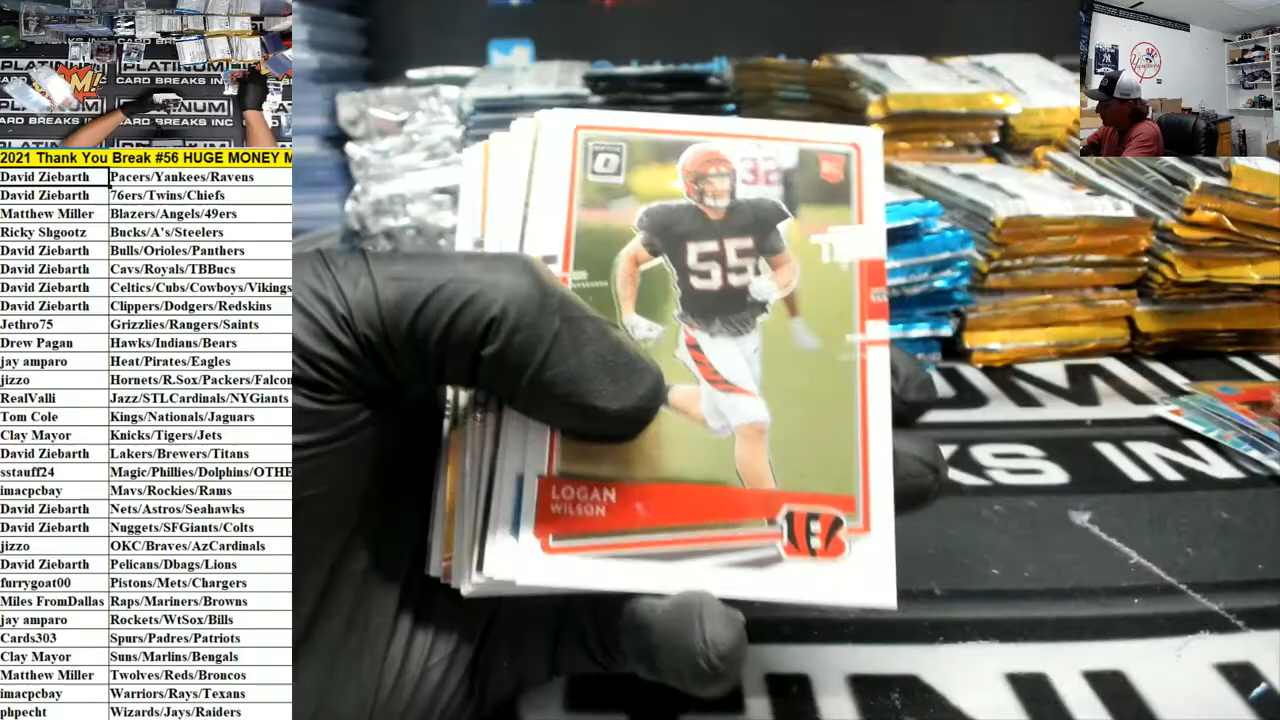 PLATINUM
CARD BREAKS INC
2021 Thank You Break #56 HUGE MONEY M
David Ziebarth Pacers/Yankees/Ravens
David Ziebarth 76ers/Twins/Chiefs
Matthew Miller Blazers/Angels/49ers
Ricky Shgootz Bucks/A's/Steelers
David Ziebarth Bulls/Orioles/Panthers
David Ziebarth Cavs/Royals/TBBucs
David Ziebarth Celtics/Cubs/Cowboys/Vikings
David Ziebarth Clippers/Dodgers/Redskins
Jethro75 Grizzlies/Rangers/Saints
Drew Pagan Hawks/Indians/Bears
jay amparo Heat/Pirates/Eagles
jizzo Hornets/R.Sox/Packers/Falcon
RealValli Jazz/STLCardinals/NYGiants
Tom Cole Kings/Nationals/Jaguars
Clay Mayor Knicks/Tigers/Jets
David Ziebarth Lakers/Brewers/Titans
sstauff24 Magic/Phillies/Dolphins/OTHE
imacpcbay Mavs/Rockies/Rams
David Ziebarth Nets/Astros/Seahawks
David Ziebarth Nuggets/SFGiants/Colts
jizzo OKC/Braves/AzCardinals
David Ziebarth Pelicans/Dbags/Lions
furrygoat00 Pistons/Mets/Chargers
Miles FromDallas Raps/Mariners/Browns
jay amparo Rockets/WtSox/Bills
Cards303 Spurs/Padres/Patriots
Clay Mayor Suns/Marlins/Bengals
Matthew Miller Twolves/Reds/Broncos
imacpcbay Warriors/Rays/Texans
phpecht Wizards/Jays/Raiders
OPTIC
32
55
LOGAN
WILSON
KS IN
Yankees